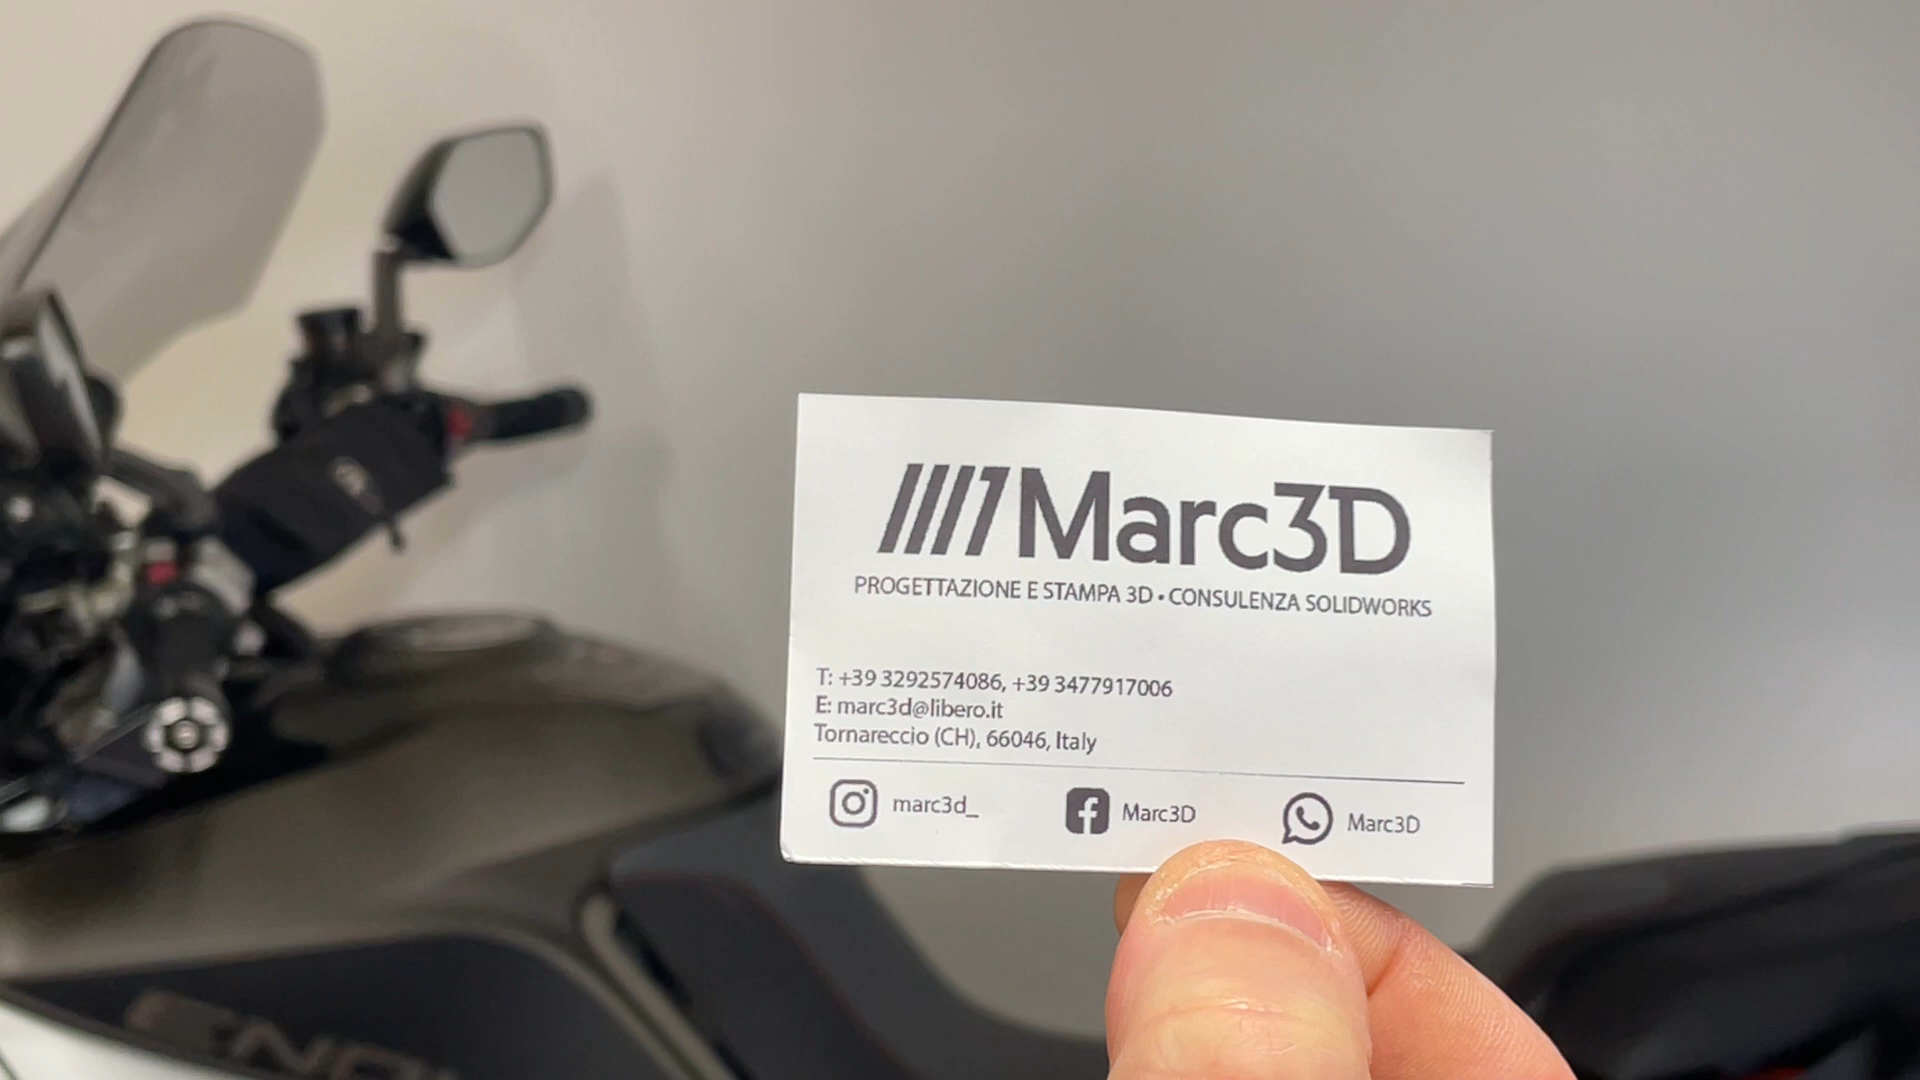 Marc3D
PROGETTAZIONE E STAMPA 3D • CONSULENZA SOLIDWORKS
T: +39 3292574086, +39 3477917006
E: marc3d@libero.it
Tornareccio (CH), 66046, Italy
marc3d_
Marc3D
Marc3D